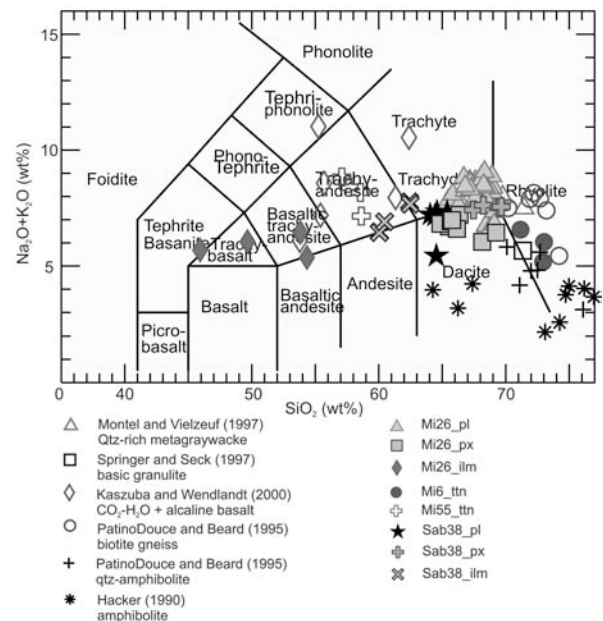 15
10
5
0
40
50
60
70
Na₂O+K₂O (wt%)
SiO₂ (wt%)
Phonolite
Tephri-
phonolite
Trachyte
Phono-
Tephrite
Foidite
Trachy-
andesite
Trachyd
Rhyolite
Tephrite
Basanite
Basaltic
trachy-
andesite
Trachy-
basalt
Dacite
Basalt
Basaltic
andesite
Andesite
Picro-
basalt
Montel and Vielzeuf (1997)
Qtz-rich metagraywacke
Springer and Seck (1997)
basic granulite
Kaszuba and Wendlandt (2000)
CO₂-H₂O + alcaline basalt
PatinoDouce and Beard (1995)
biotite gneiss
PatinoDouce and Beard (1995)
qtz-amphibolite
Hacker (1990)
amphibolite
Mi26_pl
Mi26_px
Mi26_ilm
Mi6_ttn
Mi55_ttn
Sab38_pl
Sab38_px
Sab38_ilm